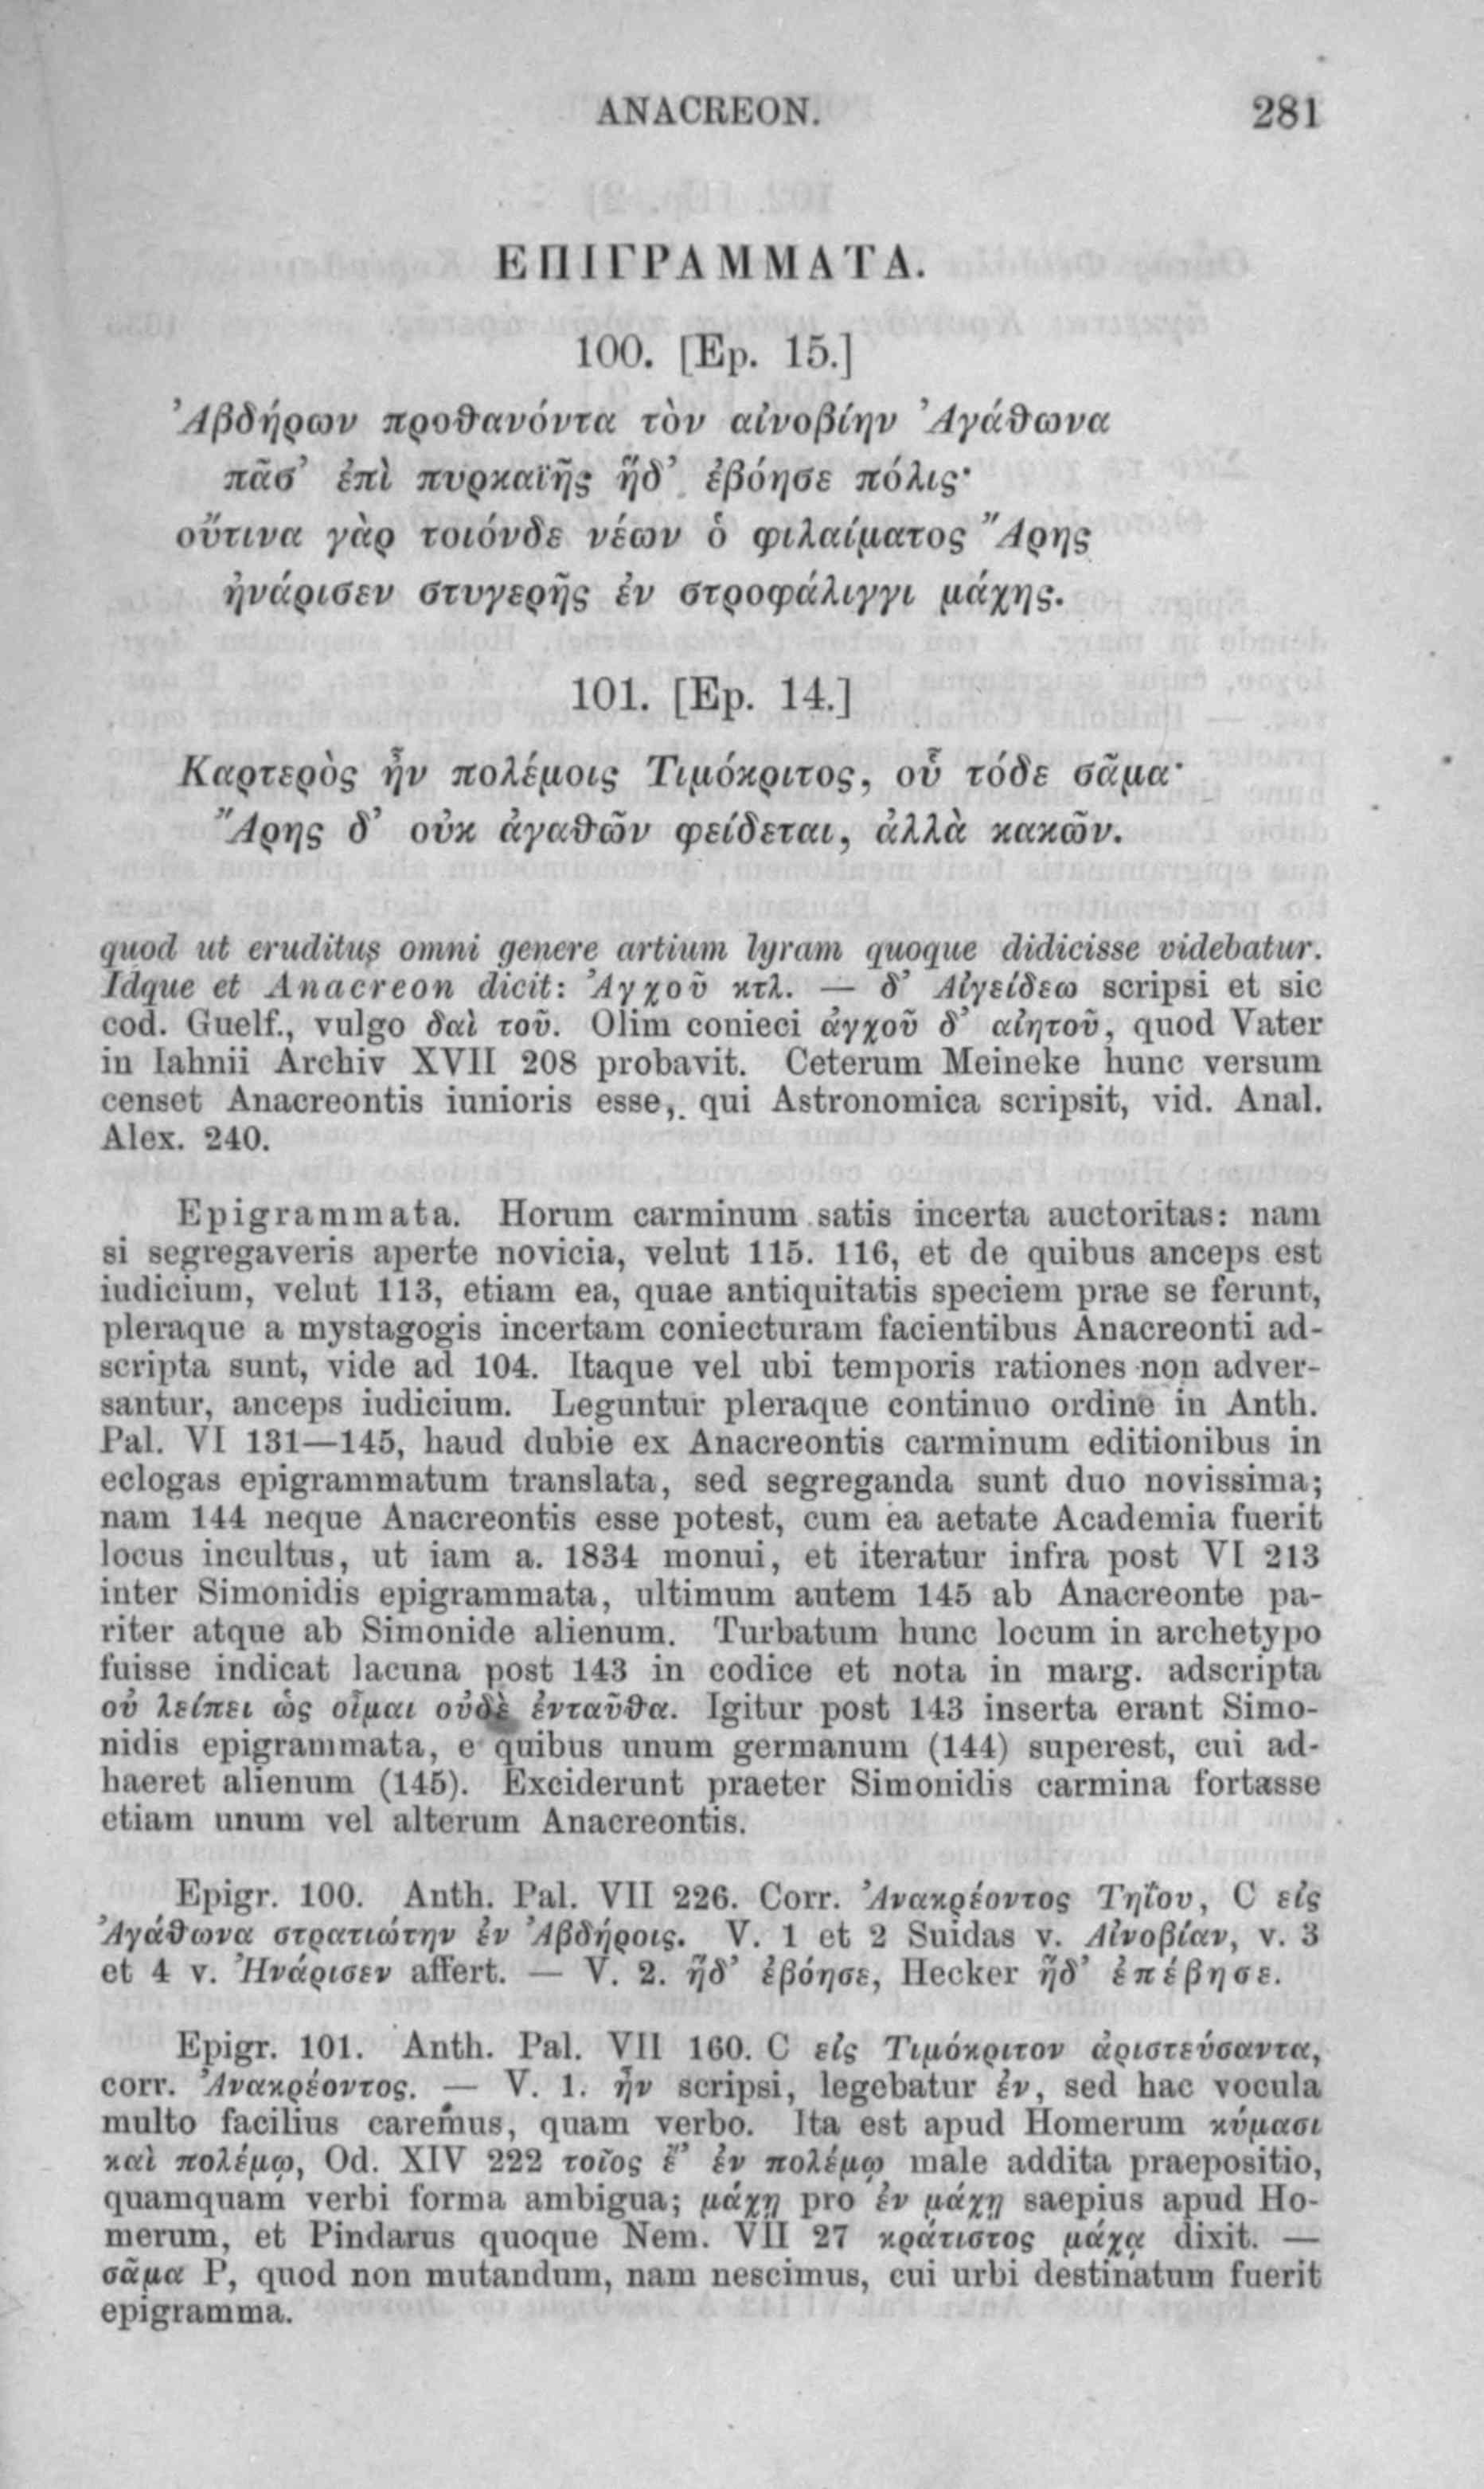 ANACREON. 281
ΕΠΙΓΡΑΜΜΑΤΑ.
100. [Ep. 15.]
Ἀβδήρων προθανόντα τὸν αἰνοβίην Ἀγάθωνα
πᾶσ’ ἐπὶ πυρκαϊῆς ἥδ’ ἐβόησε πόλις·
οὔτινα γὰρ τοιόνδε νέων ὁ φιλαίματος Ἄρης
ἠνάρισεν στυγερῆς ἐν στροφάλιγγι μάχης.
101. [Ep. 14.]
Καρτερὸς ἦν πολέμοις Τιμόκριτος, οὗ τόδε σᾶμα·
Ἄρης δ’ οὐκ ἀγαθῶν φείδεται, ἀλλὰ κακῶν.
quod ut eruditus omni genere artium lyram quoque didicisse videbatur.
Idque et Anacreon dicit: Ἀγχοῦ κτλ. — δ’ Αἰγείδεω scripsi et sic
cod. Guelf., vulgo δαὶ τοῦ. Olim conieci ἀγχοῦ δ’ αἰητοῦ, quod Vater
in Iahnii Archiv XVII 208 probavit. Ceterum Meineke hunc versum
censet Anacreontis iunioris esse, qui Astronomica scripsit, vid. Anal.
Alex. 240.
Epigrammata. Horum carminum satis incerta auctoritas: nam
si segregaveris aperte novicia, velut 115. 116, et de quibus anceps est
iudicium, velut 113, etiam ea, quae antiquitatis speciem prae se ferunt,
pleraque a mystagogis incertam coniecturam facientibus Anacreonti ad-
scripta sunt, vide ad 104. Itaque vel ubi temporis rationes non adver-
santur, anceps iudicium. Leguntur pleraque continuo ordine in Anth.
Pal. VI 131—145, haud dubie ex Anacreontis carminum editionibus in
eclogas epigrammatum translata, sed segreganda sunt duo novissima;
nam 144 neque Anacreontis esse potest, cum ea aetate Academia fuerit
locus incultus, ut iam a. 1834 monui, et iteratur infra post VI 213
inter Simonidis epigrammata, ultimum autem 145 ab Anacreonte pa-
riter atque ab Simonide alienum. Turbatum hunc locum in archetypo
fuisse indicat lacuna post 143 in codice et nota in marg. adscripta
οὐ λείπει ὡς οἶμαι οὐδὲ ἐνταῦθα. Igitur post 143 inserta erant Simo-
nidis epigrammata, e quibus unum germanum (144) superest, cui ad-
haeret alienum (145). Exciderunt praeter Simonidis carmina fortasse
etiam unum vel alterum Anacreontis.
Epigr. 100. Anth. Pal. VII 226. Corr. Ἀνακρέοντος Τηΐου, C εἰς
Ἀγάθωνα στρατιώτην ἐν Ἀβδήροις. V. 1 et 2 Suidas v. Αἰνοβίαν, v. 3
et 4 v. Ἠνάρισεν affert. — V. 2. ἥδ’ ἐβόησε, Hecker ἥδ’ ἐπέβησε.
Epigr. 101. Anth. Pal. VII 160. C εἰς Τιμόκριτον ἀριστεύσαντα,
corr. Ἀνακρέοντος. — V. 1. ἦν scripsi, legebatur ἐν, sed hac vocula
multo facilius caremus, quam verbo. Ita est apud Homerum κύμασι
καὶ πολέμῳ, Od. XIV 222 τοῖος ἔ’ ἐν πολέμῳ male addita praepositio,
quamquam verbi forma ambigua; μάχῃ pro ἐν μάχῃ saepius apud Ho-
merum, et Pindarus quoque Nem. VII 27 κράτιστος μάχᾳ dixit. —
σᾶμα P, quod non mutandum, nam nescimus, cui urbi destinatum fuerit
epigramma.